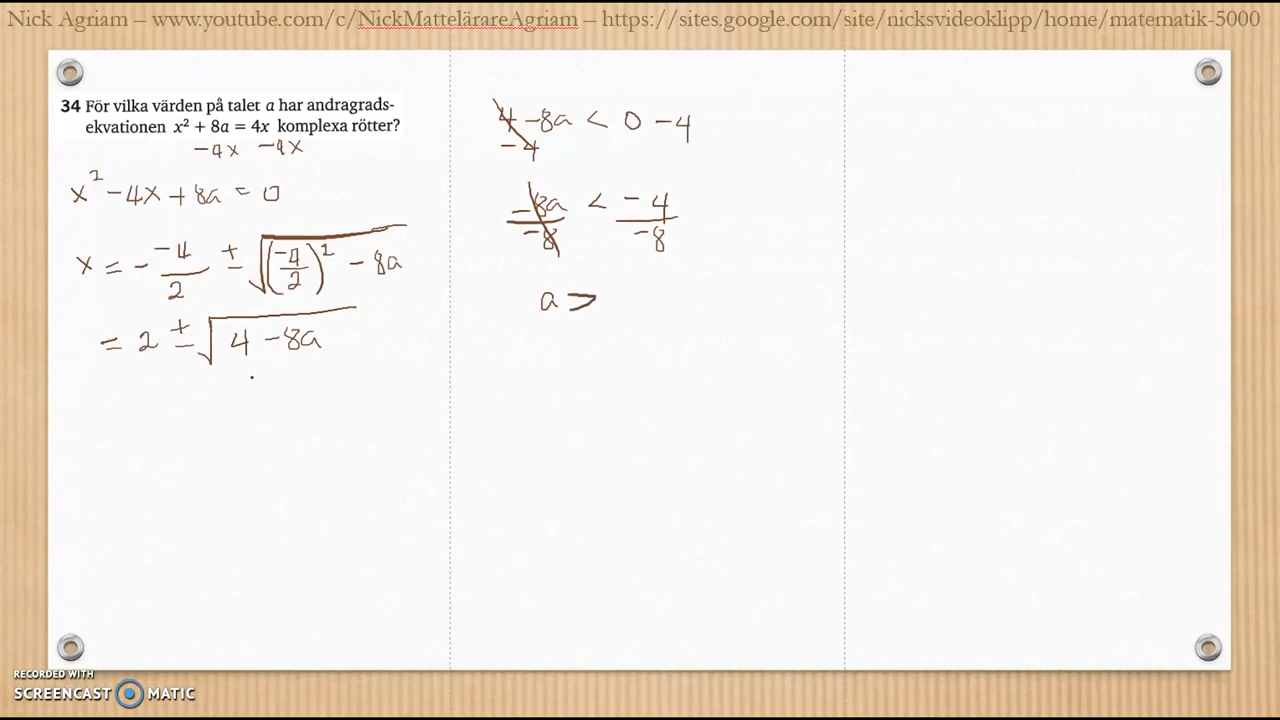 Nick Agriam – www.youtube.com/c/NickMattelärareAgriam – https://sites.google.com/site/nicksvideoklipp/home/matematik-5000
34 För vilka värden på talet a har andragrads-
ekvationen x² + 8a = 4x komplexa rötter?
-4x -4x
x² - 4x + 8a = 0
x = - -4/2 ± √((-4/2)² - 8a
= 2 ± √4 - 8a
4 - 8a < 0 - 4
-4
-8a/-8 < -4/-8
a >
RECORDED WITH
SCREENCAST MATIC